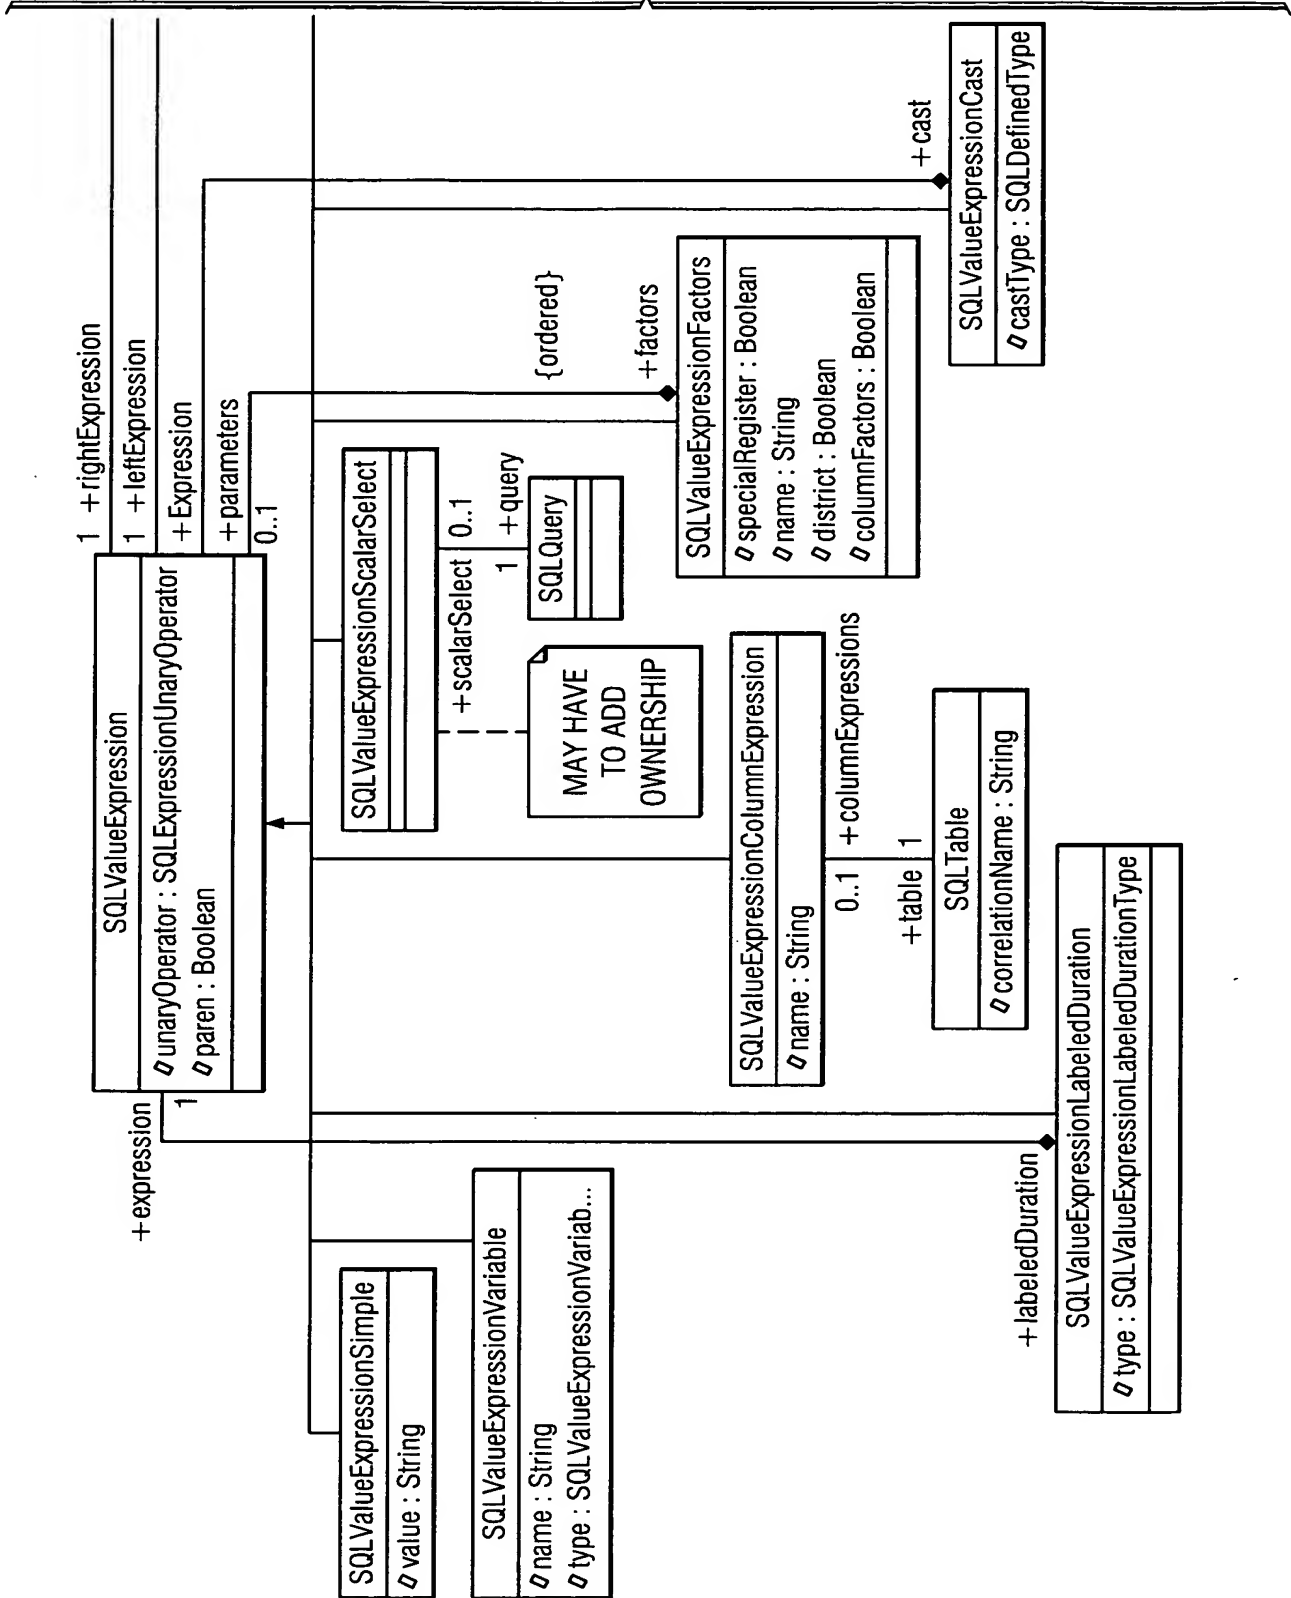 SQLValueExpression
unaryOperator : SQLExpressionUnaryOperator
paren : Boolean
+expression
1
1 +rightExpression
1 +leftExpression
+Expression
+parameters
0..1
SQLValueExpressionSimple
value : String
SQLValueExpressionVariable
name : String
type : SQLValueExpressionVariab...
SQLValueExpressionScalarSelect
+scalarSelect 0..1
1 +query
SQLQuery
MAY HAVE
TO ADD
OWNERSHIP
{ordered}
+factors
SQLValueExpressionFactors
specialRegister : Boolean
name : String
district : Boolean
columnFactors : Boolean
SQLValueExpressionColumnExpression
name : String
0..1 +columnExpressions
+table 1
SQLTable
correlationName : String
+cast
SQLValueExpressionCast
castType : SQLDefinedType
+labeledDuration
SQLValueExpressionLabeledDuration
type : SQLValueExpressionLabeledDurationType